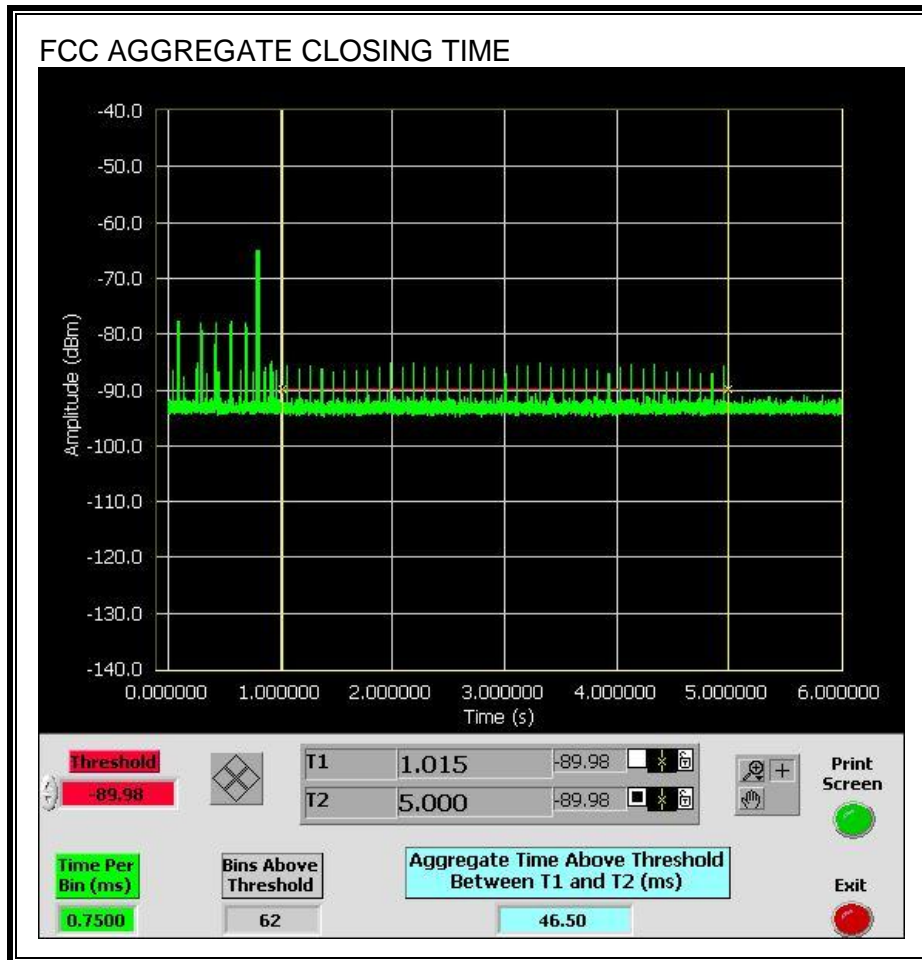 FCC AGGREGATE CLOSING TIME
-40.0
-50.0
-60.0
-70.0
-80.0
-90.0
-100.0
-110.0
-120.0
-130.0
-140.0
Amplitude (dBm)
0.000000 1.000000 2.000000 3.000000 4.000000 5.000000 6.000000
Time (s)
Threshold
-89.98
T1 1.015 -89.98
T2 5.000 -89.98
Print Screen
Time Per Bin (ms)
0.7500
Bins Above Threshold
62
Aggregate Time Above Threshold
Between T1 and T2 (ms)
46.50
Exit